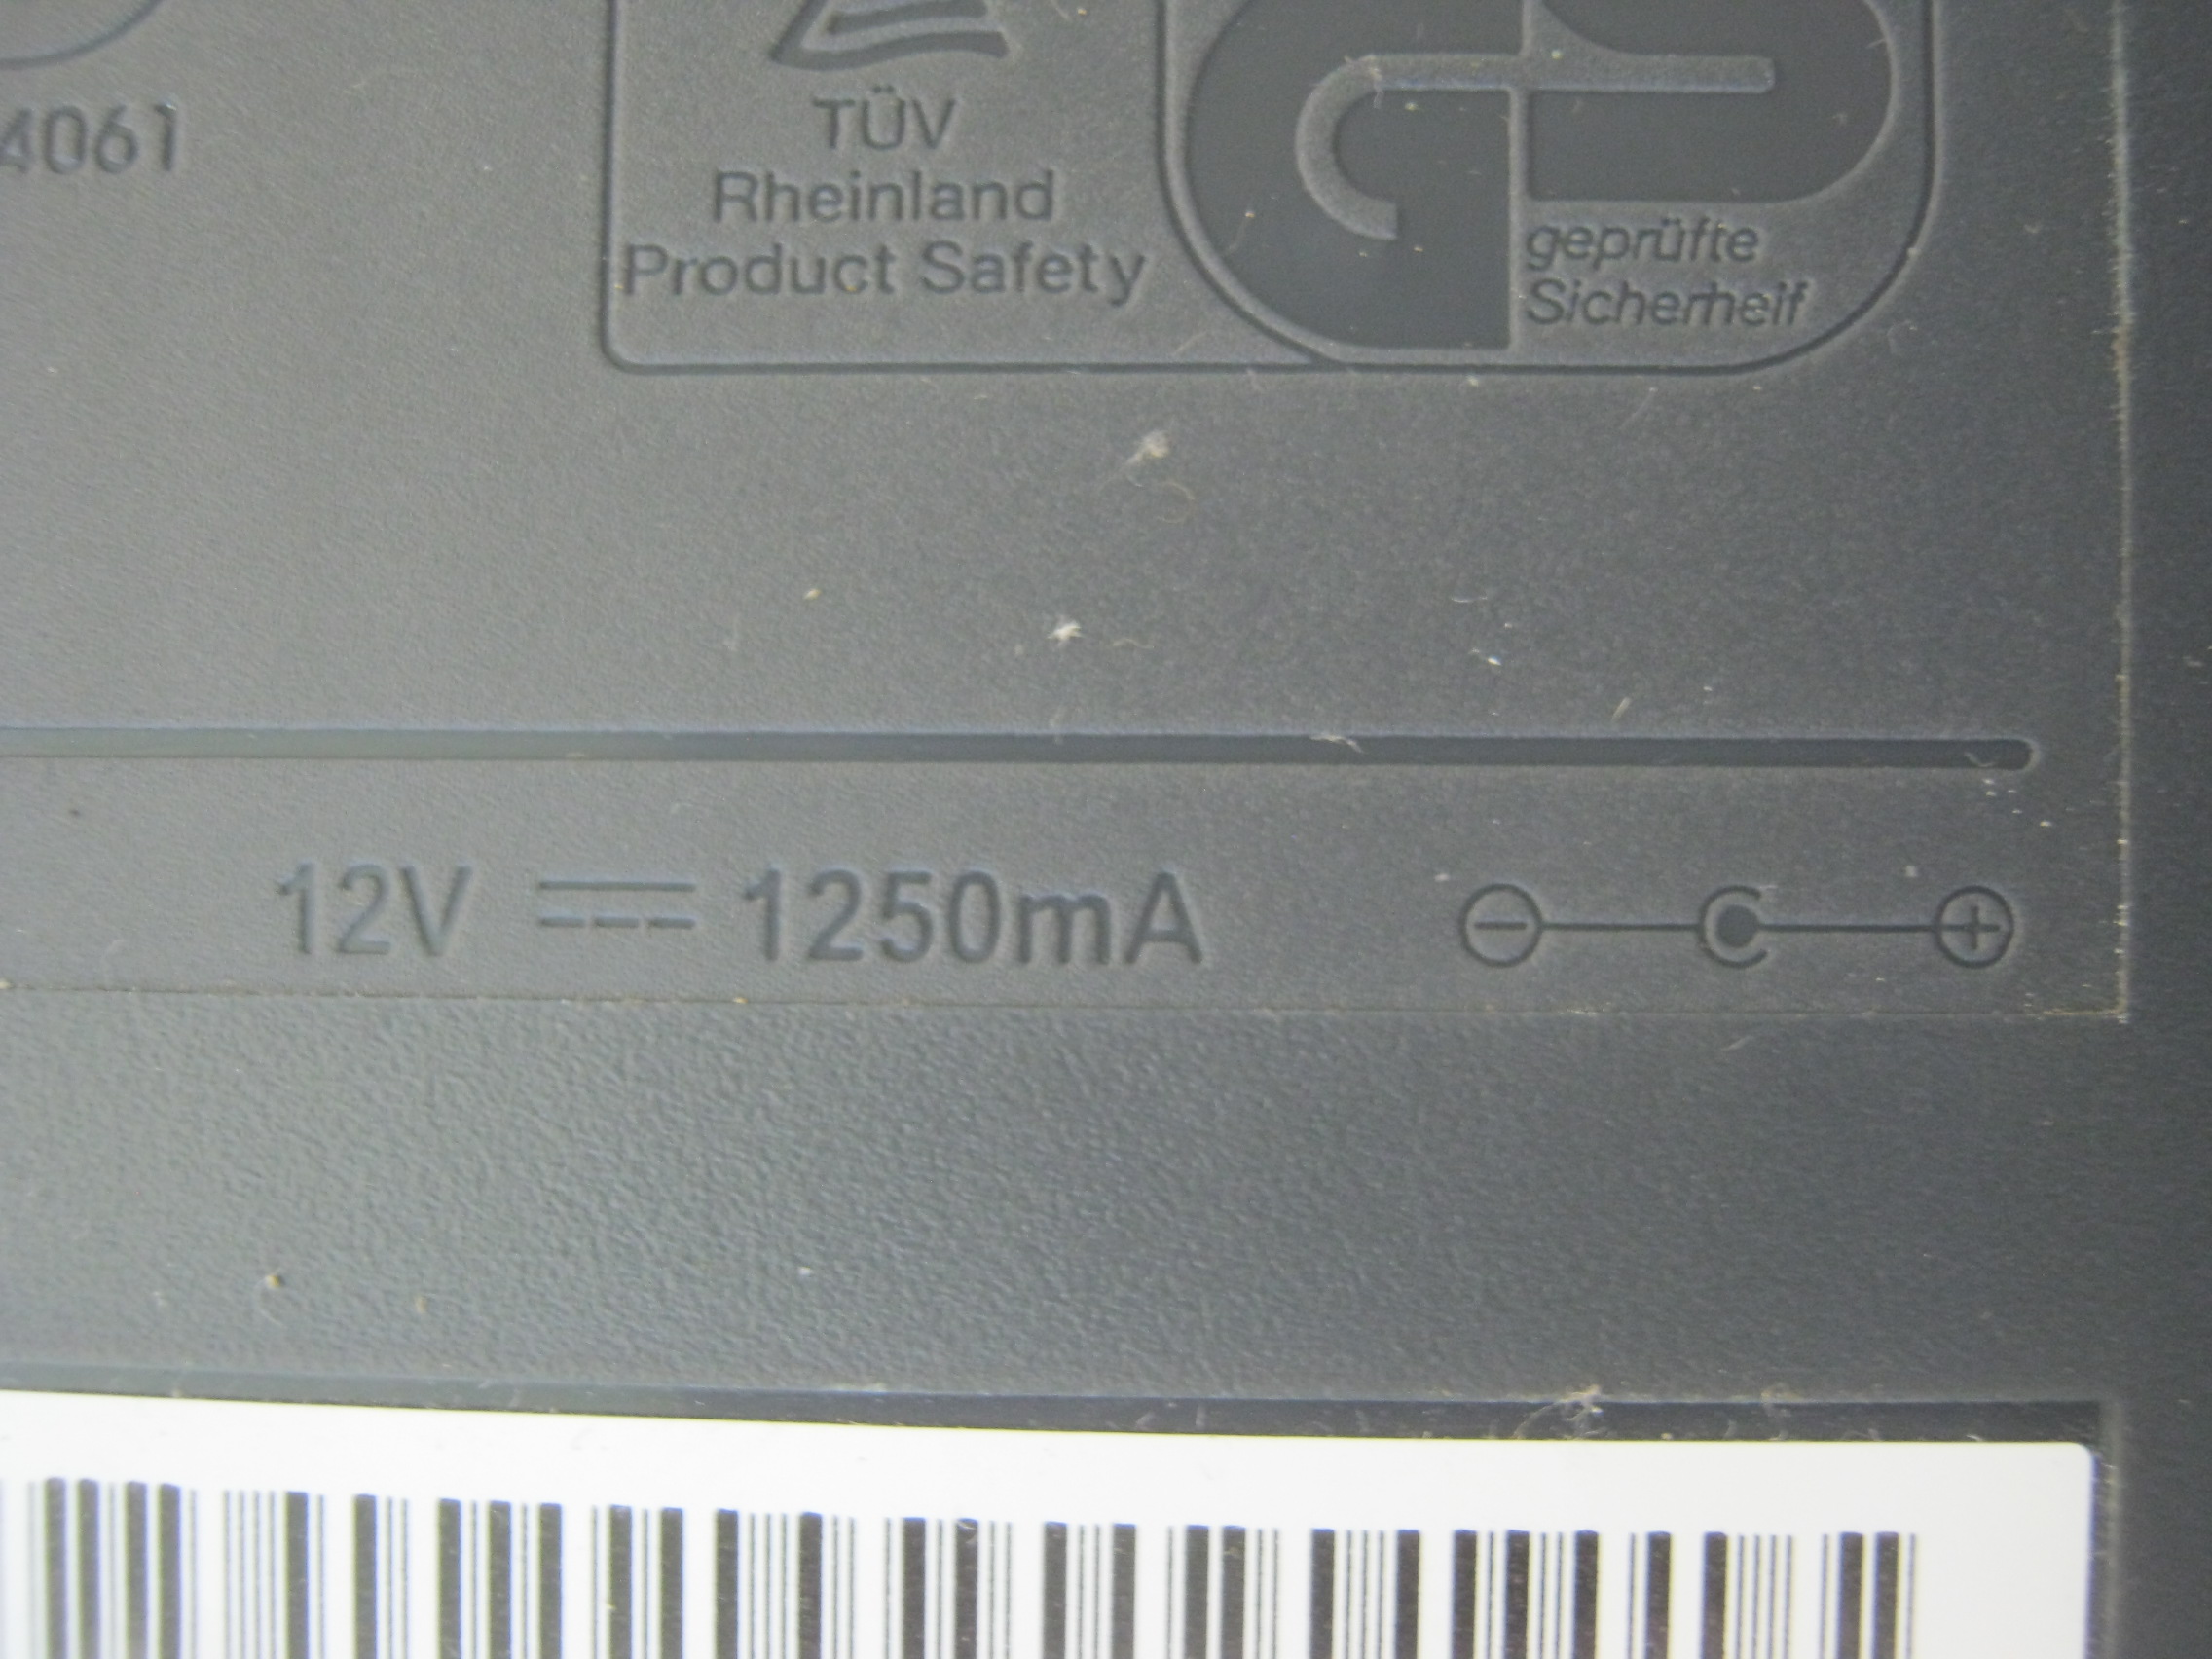 4061
TÜV
Rheinland
Product Safety
geprüfte
Sicherheit
12V ⎓ 1250mA